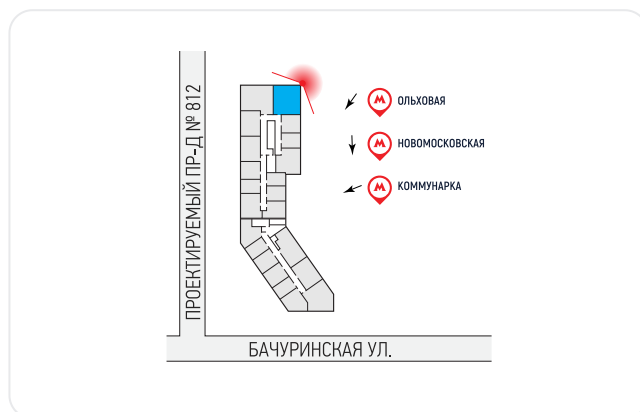 ПРОЕКТИРУЕМЫЙ ПР-Д № 812
М ОЛЬХОВАЯ
М НОВОМОСКОВСКАЯ
М КОММУНАРКА
БАЧУРИНСКАЯ УЛ.